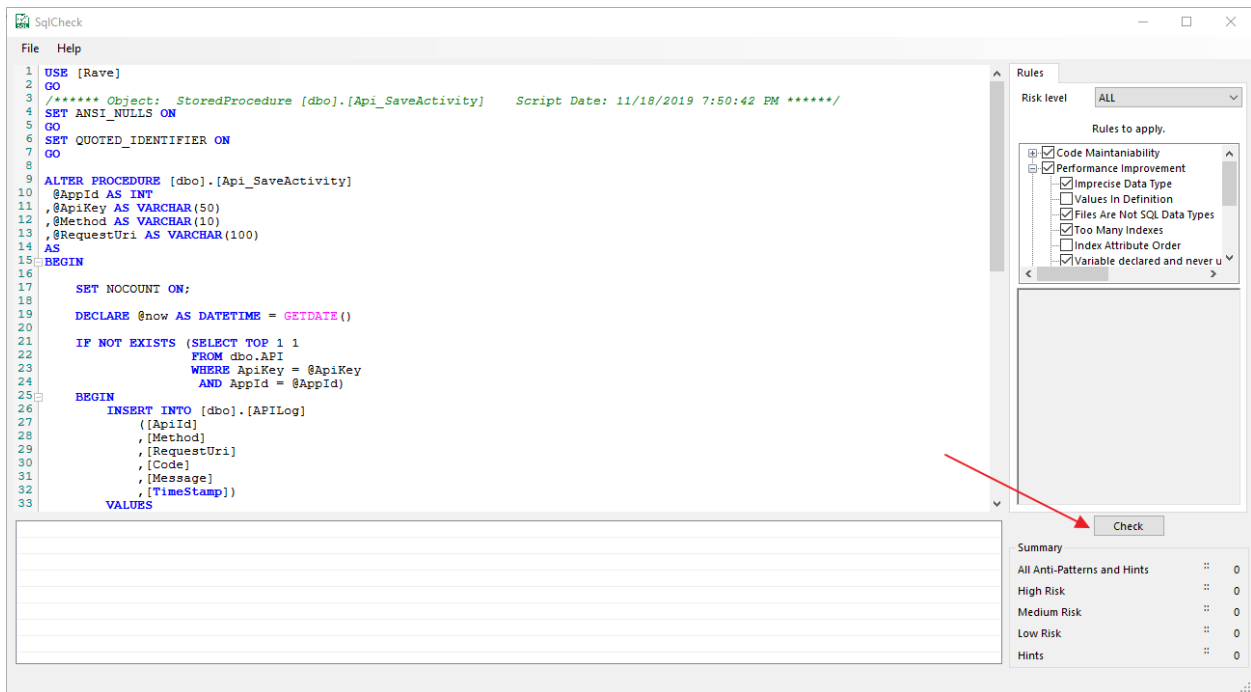 SqlCheck
File Help
1 USE [Rave]
2 GO
3 /****** Object: StoredProcedure [dbo].[Api_SaveActivity] Script Date: 11/18/2019 7:50:42 PM ******/
4 SET ANSI_NULLS ON
5 GO
6 SET QUOTED_IDENTIFIER ON
7 GO
8
9 ALTER PROCEDURE [dbo].[Api_SaveActivity]
10 @AppId AS INT
11 ,@ApiKey AS VARCHAR(50)
12 ,@Method AS VARCHAR(10)
13 ,@RequestUri AS VARCHAR(100)
14 AS
15 BEGIN
16
17 SET NOCOUNT ON;
18
19 DECLARE @now AS DATETIME = GETDATE()
20
21 IF NOT EXISTS (SELECT TOP 1 1
22 FROM dbo.API
23 WHERE ApiKey = @ApiKey
24 AND AppId = @AppId)
25 BEGIN
26 INSERT INTO [dbo].[APILog]
27 ([ApiId]
28 ,[Method]
29 ,[RequestUri]
30 ,[Code]
31 ,[Message]
32 ,[TimeStamp])
33 VALUES
Rules
Risk level ALL
Rules to apply.
Code Maintaniability
Performance Improvement
Imprecise Data Type
Values In Definition
Files Are Not SQL Data Types
Too Many Indexes
Index Attribute Order
Variable declared and never u
Check
Summary
All Anti-Patterns and Hints :: 0
High Risk :: 0
Medium Risk :: 0
Low Risk :: 0
Hints :: 0